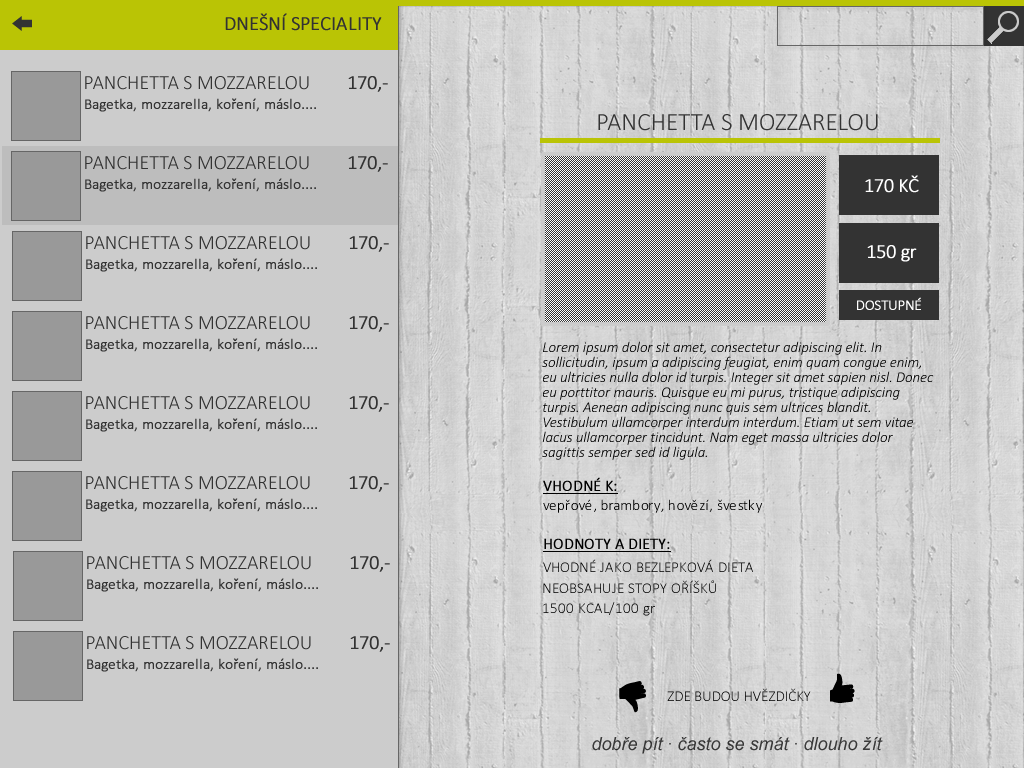 DNEŠNÍ SPECIALITY
PANCHETTA S MOZZARELOU 170,-
Bagetka, mozzarella, koření, máslo....
PANCHETTA S MOZZARELOU 170,-
Bagetka, mozzarella, koření, máslo....
PANCHETTA S MOZZARELOU 170,-
Bagetka, mozzarella, koření, máslo....
PANCHETTA S MOZZARELOU 170,-
Bagetka, mozzarella, koření, máslo....
PANCHETTA S MOZZARELOU 170,-
Bagetka, mozzarella, koření, máslo....
PANCHETTA S MOZZARELOU 170,-
Bagetka, mozzarella, koření, máslo....
PANCHETTA S MOZZARELOU 170,-
Bagetka, mozzarella, koření, máslo....
PANCHETTA S MOZZARELOU 170,-
Bagetka, mozzarella, koření, máslo....
PANCHETTA S MOZZARELOU
170 KČ
150 gr
DOSTUPNÉ
Lorem ipsum dolor sit amet, consectetur adipiscing elit. In
sollicitudin, ipsum a adipiscing feugiat, enim quam congue enim,
eu ultricies nulla dolor id turpis. Integer sit amet sapien nisl. Donec
eu porttitor mauris. Quisque eu mi purus, tristique adipiscing
turpis. Aenean adipiscing nunc quis sem ultrices blandit.
Vestibulum ullamcorper interdum interdum. Etiam ut sem vitae
lacus ullamcorper tincidunt. Nam eget massa ultricies dolor
sagittis semper sed id ligula.
VHODNÉ K:
vepřové, brambory, hovězí, švestky
HODNOTY A DIETY:
VHODNÉ JAKO BEZLEPKOVÁ DIETA
NEOBSAHUJE STOPY OŘÍŠKŮ
1500 KCAL/100 gr
ZDE BUDOU HVĚZDIČKY
dobře pít · často se smát · dlouho žít